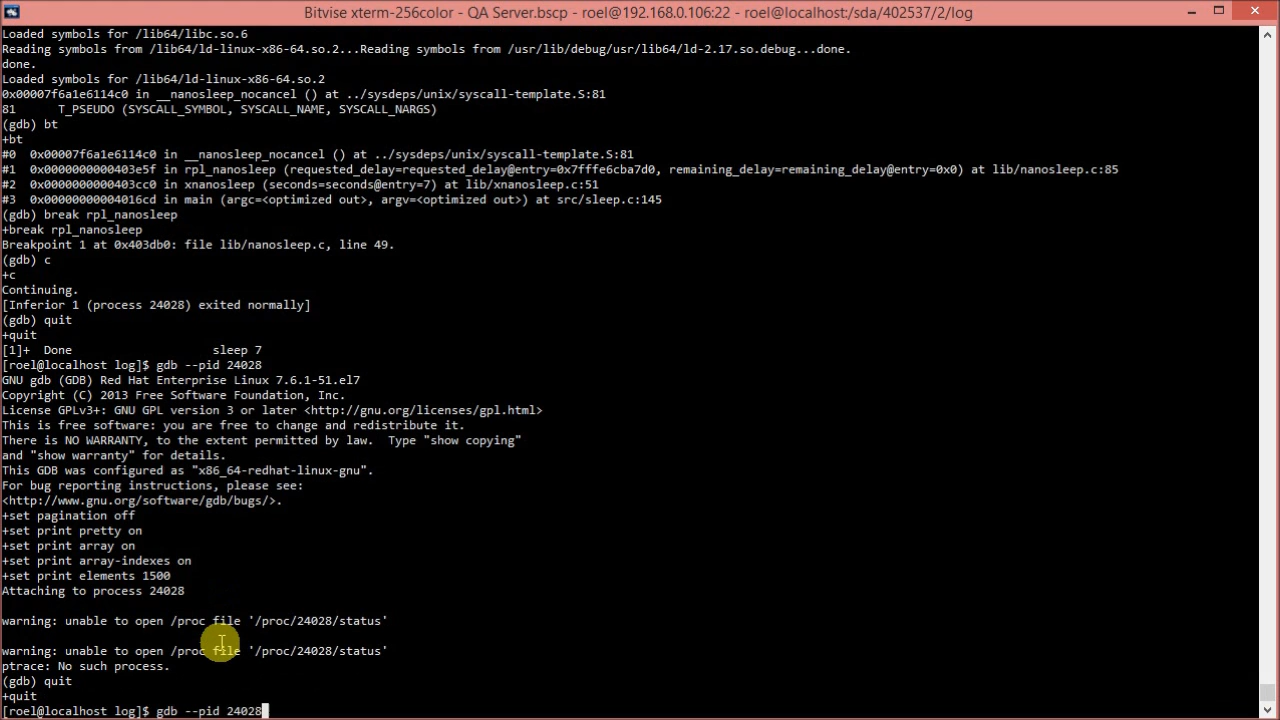 Bitvise xterm-256color - QA Server.bscp - roel@192.168.0.106:22 - roel@localhost:/sda/402537/2/log
Loaded symbols for /lib64/libc.so.6
Reading symbols from /lib64/ld-linux-x86-64.so.2...Reading symbols from /usr/lib/debug/usr/lib64/ld-2.17.so.debug...done.
done.
Loaded symbols for /lib64/ld-linux-x86-64.so.2
0x00007f6a1e6114c0 in __nanosleep_nocancel () at ../sysdeps/unix/syscall-template.S:81
81      T_PSEUDO (SYSCALL_SYMBOL, SYSCALL_NAME, SYSCALL_NARGS)
(gdb) bt
+bt
#0  0x00007f6a1e6114c0 in __nanosleep_nocancel () at ../sysdeps/unix/syscall-template.S:81
#1  0x0000000000403e5f in rpl_nanosleep (requested_delay=requested_delay@entry=0x7fffe6cba7d0, remaining_delay=remaining_delay@entry=0x0) at lib/nanosleep.c:85
#2  0x0000000000403cc0 in xnanosleep (seconds=seconds@entry=7) at lib/xnanosleep.c:51
#3  0x00000000004016cd in main (argc=<optimized out>, argv=<optimized out>) at src/sleep.c:145
(gdb) break rpl_nanosleep
+break rpl_nanosleep
Breakpoint 1 at 0x403db0: file lib/nanosleep.c, line 49.
(gdb) c
+c
Continuing.
[Inferior 1 (process 24028) exited normally]
(gdb) quit
+quit
[1]+  Done                    sleep 7
[roel@localhost log]$ gdb --pid 24028
GNU gdb (GDB) Red Hat Enterprise Linux 7.6.1-51.el7
Copyright (C) 2013 Free Software Foundation, Inc.
License GPLv3+: GNU GPL version 3 or later <http://gnu.org/licenses/gpl.html>
This is free software: you are free to change and redistribute it.
There is NO WARRANTY, to the extent permitted by law.  Type "show copying"
and "show warranty" for details.
This GDB was configured as "x86_64-redhat-linux-gnu".
For bug reporting instructions, please see:
<http://www.gnu.org/software/gdb/bugs/>.
+set pagination off
+set print pretty on
+set print array on
+set print array-indexes on
+set print elements 1500
Attaching to process 24028
warning: unable to open /proc file '/proc/24028/status'
warning: unable to open /proc file '/proc/24028/status'
ptrace: No such process.
(gdb) quit
+quit
[roel@localhost log]$ gdb --pid 24028